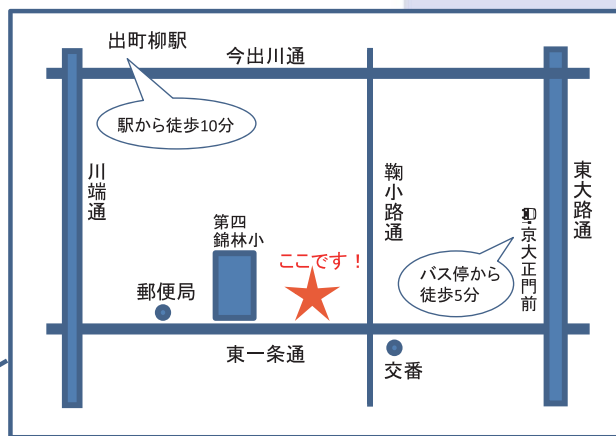 出町柳駅
今出川通
駅から徒歩10分
川端通
鞠小路通
東大路通
第四
錦林小
ここです！
京大正門前
バス停から
徒歩5分
郵便局
東一条通
交番